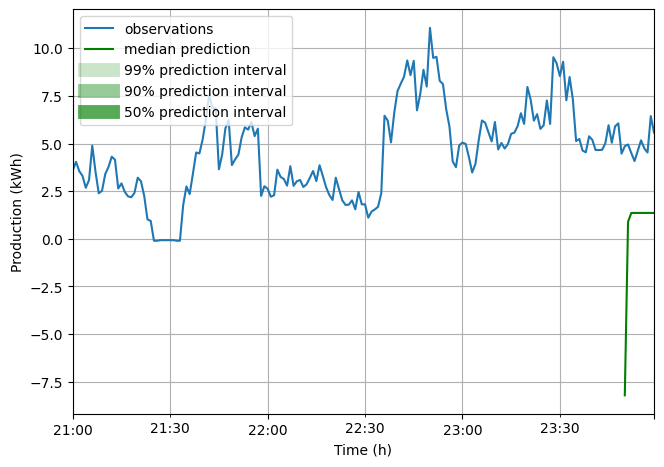 observations
median prediction
99% prediction interval
90% prediction interval
50% prediction interval
10.0
7.5
5.0
2.5
0.0
−2.5
−5.0
−7.5
Production (kWh)
21:00 21:30 22:00 22:30 23:00 23:30
Time (h)